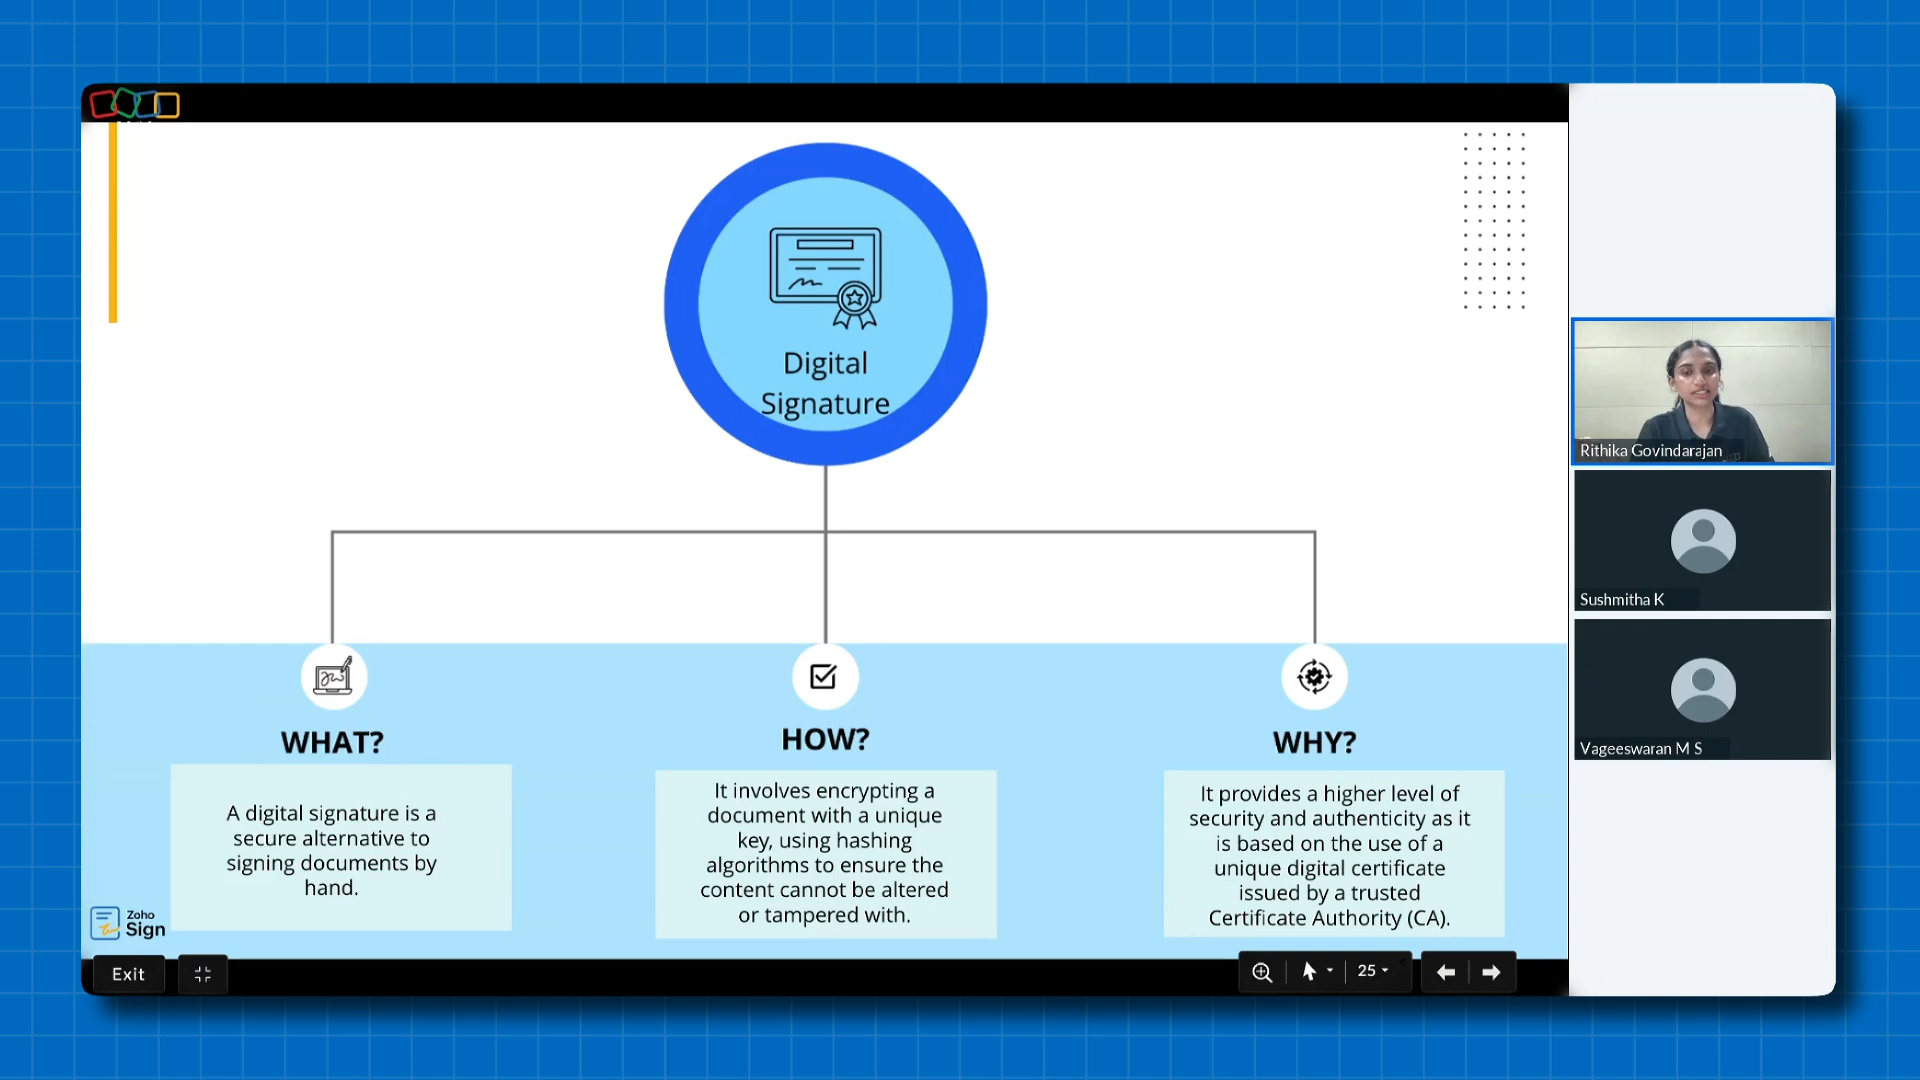 Digital
Signature
WHAT?
A digital signature is a
secure alternative to
signing documents by
hand.
HOW?
It involves encrypting a
document with a unique
key, using hashing
algorithms to ensure the
content cannot be altered
or tampered with.
WHY?
It provides a higher level of
security and authenticity as it
is based on the use of a
unique digital certificate
issued by a trusted
Certificate Authority (CA).
Zoho
Sign
Exit
25
Rithika Govindarajan
Sushmitha K
Vageeswaran M S